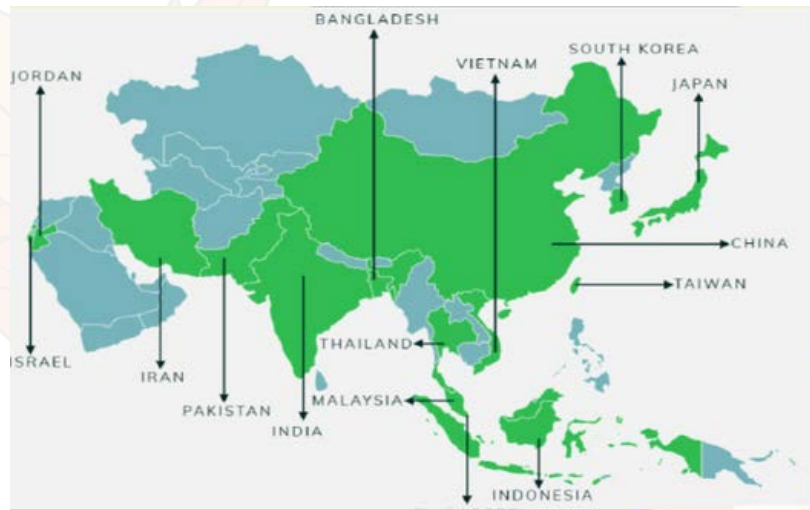 BANGLADESH
SOUTH KOREA
VIETNAM
JORDAN
JAPAN
CHINA
TAIWAN
THAILAND
ISRAEL
IRAN
MALAYSIA
PAKISTAN
INDIA
INDONESIA